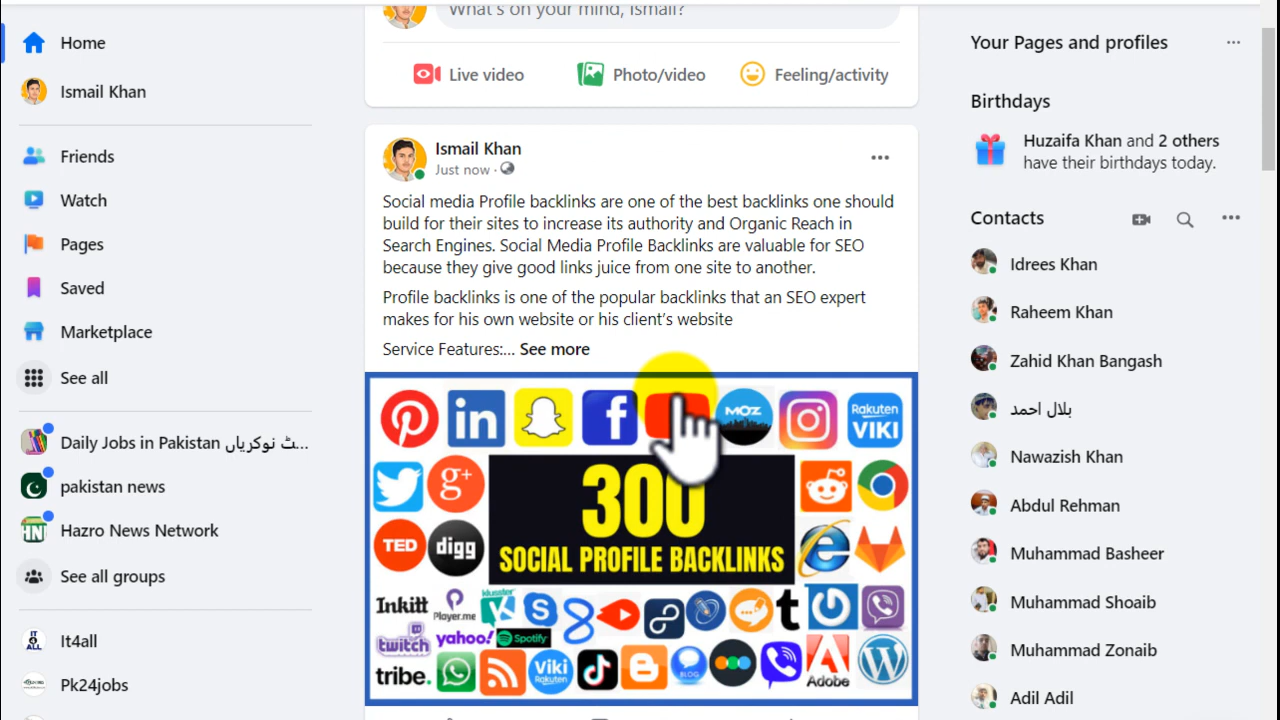 Home
Ismail Khan
Friends
Watch
Pages
Saved
Marketplace
See all
Daily Jobs in Pakistan ـٹ نوکریاں...
pakistan news
Hazro News Network
See all groups
It4all
Pk24jobs
What's on your mind, Ismail?
Live video
Photo/video
Feeling/activity
Ismail Khan
Just now ·
Social media Profile backlinks are one of the best backlinks one should
build for their sites to increase its authority and Organic Reach in
Search Engines. Social Media Profile Backlinks are valuable for SEO
because they give good links juice from one site to another.
Profile backlinks is one of the popular backlinks that an SEO expert
makes for his own website or his client's website
Service Features:... See more
in
f
MOZ
Rakuten
VIKI
g+
300
SOCIAL PROFILE BACKLINKS
TED
digg
Inkitt
Player.me
klusster
K
S
t
G
twitch
yahoo!
Spotify
tribe.
Viki
Rakuten
B
BLOG
Adobe
W
Your Pages and profiles
Birthdays
Huzaifa Khan and 2 others
have their birthdays today.
Contacts
Idrees Khan
Raheem Khan
Zahid Khan Bangash
بلال احمد
Nawazish Khan
Abdul Rehman
Muhammad Basheer
Muhammad Shoaib
Muhammad Zonaib
Adil Adil